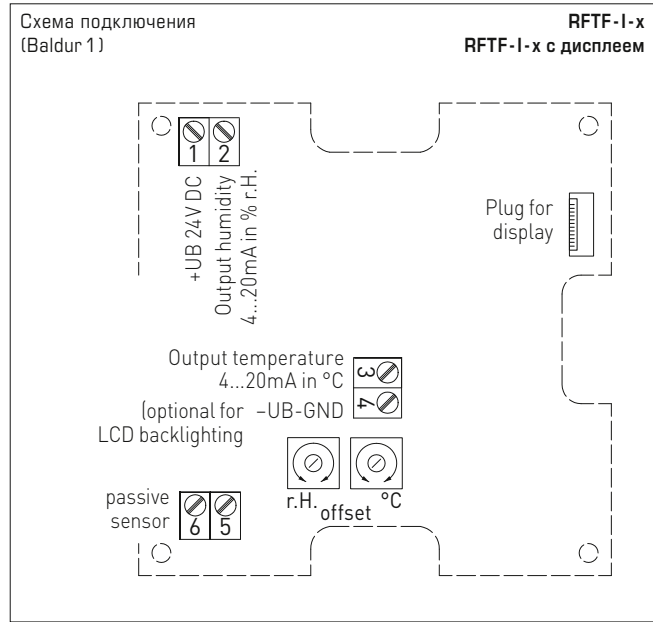 Схема подключения
(Baldur 1)
RFTF-I-x
RFTF-I-x с дисплеем
1 2
+UB 24V DC
Output humidity
4...20mA in % r.H.
Plug for
display
Output temperature
4...20mA in °C
3
(optional for –UB-GND
4
LCD backlighting
r.H. offset °C
passive
sensor
6 5